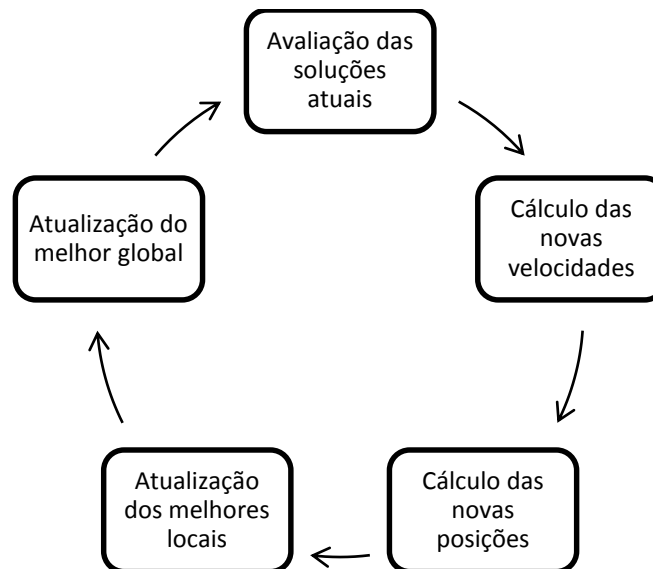 Avaliação das
soluções
atuais
Cálculo das
novas
velocidades
Cálculo das
novas
posições
Atualização
dos melhores
locais
Atualização do
melhor global